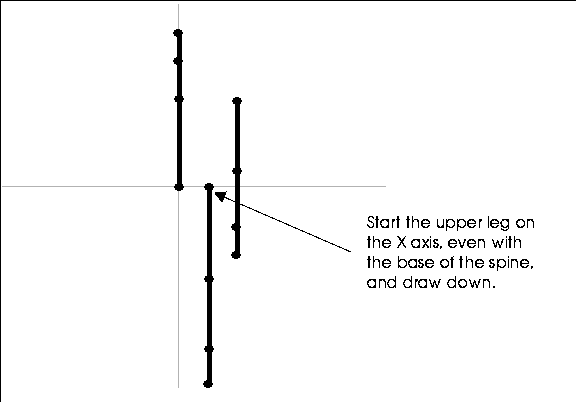 Start the upper leg on
the X axis, even with
the base of the spine,
and draw down.